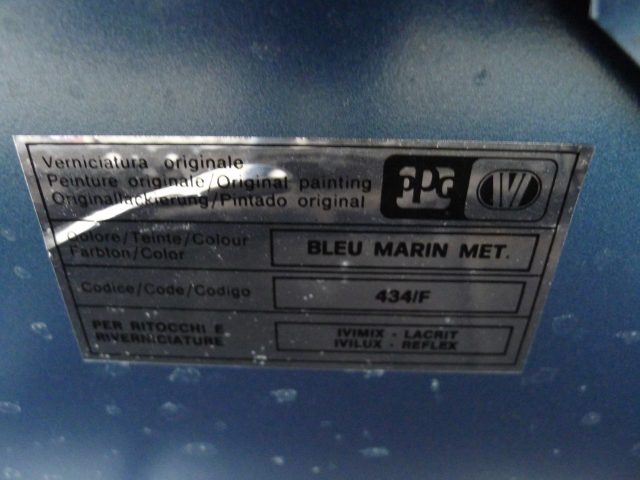 Verniciatura originale
Peinture originale/Original painting
Originallackierung/Pintado original
PPG IVI
Colore/Teinte/Colour
Farbton/Color
BLEU MARIN MET.
Codice/Code/Codigo
434/F
PER RITOCCHI E
RIVERNICIATURE
IVIMIX - LACRIT
IVILUX - REFLEX